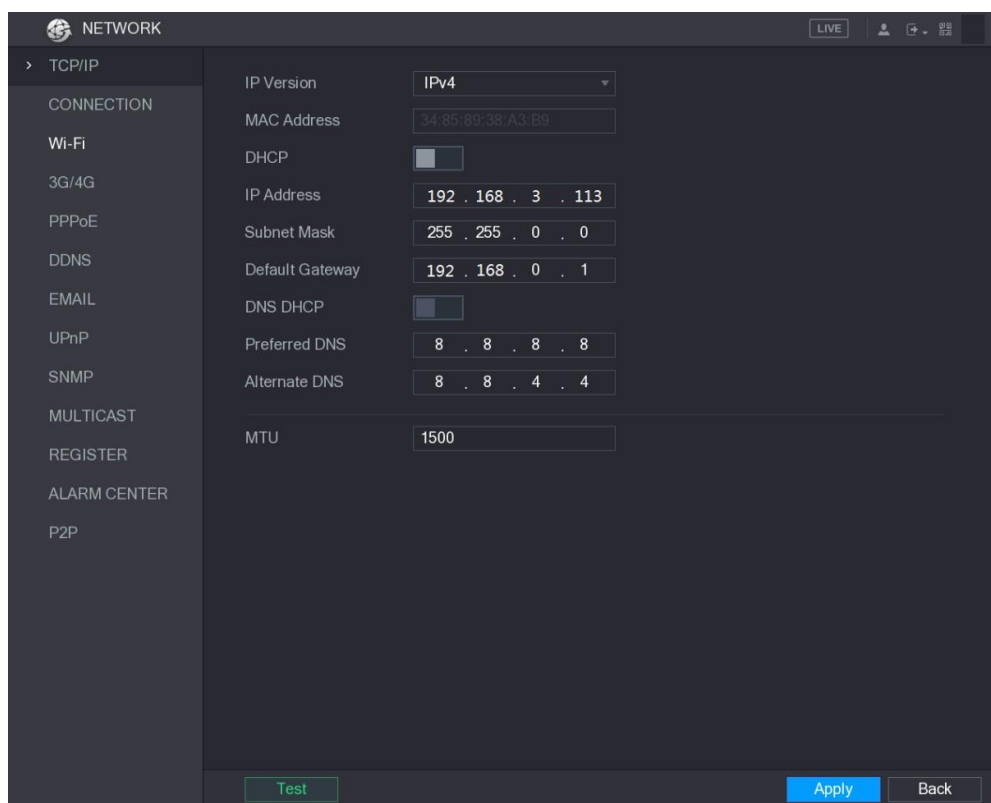 NETWORK
LIVE
TCP/IP
CONNECTION
Wi-Fi
3G/4G
PPPoE
DDNS
EMAIL
UPnP
SNMP
MULTICAST
REGISTER
ALARM CENTER
P2P
IP Version IPv4
MAC Address 34:85:89:38:A3:B9
DHCP
IP Address 192 . 168 . 3 . 113
Subnet Mask 255 . 255 . 0 . 0
Default Gateway 192 . 168 . 0 . 1
DNS DHCP
Preferred DNS 8 . 8 . 8 . 8
Alternate DNS 8 . 8 . 4 . 4
MTU 1500
Test
Apply
Back